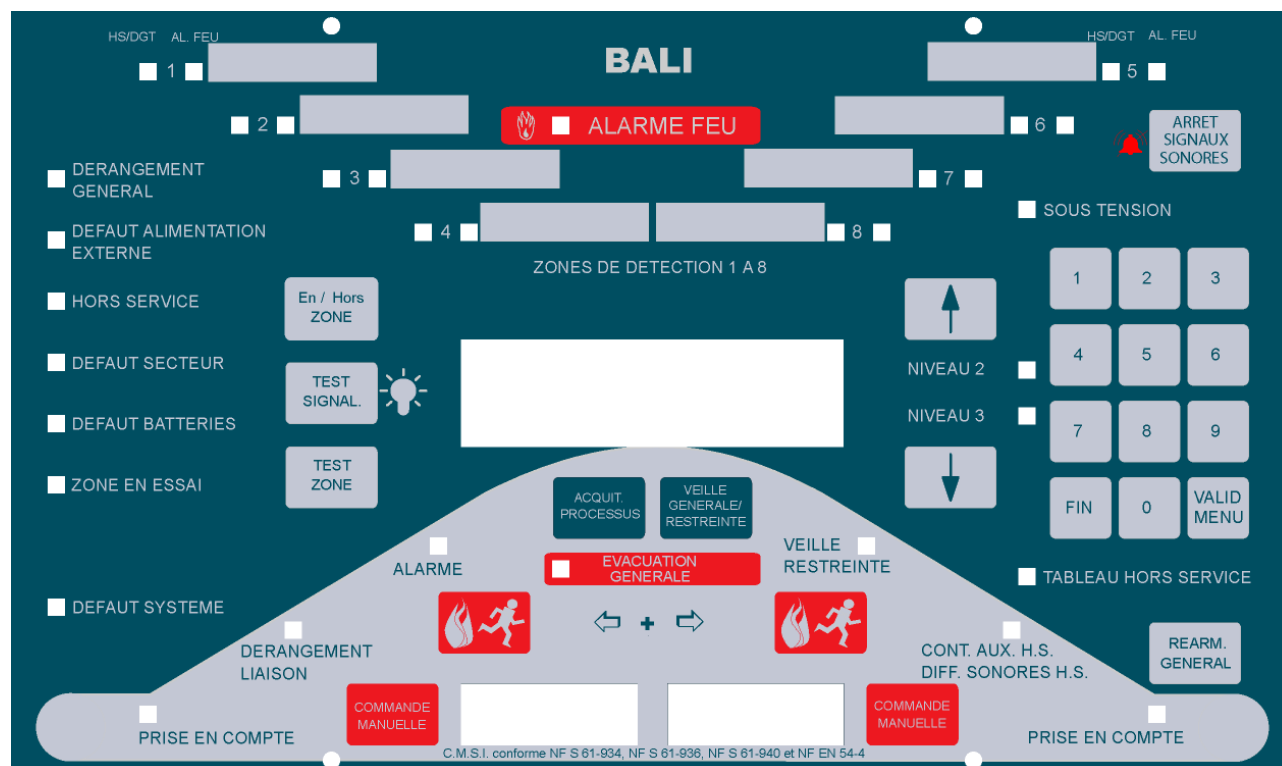 HS/DGT AL. FEU
1
BALI
HS/DGT AL. FEU
5
2
ALARME FEU
6
ARRET
SIGNAUX
SONORES
DERANGEMENT
GENERAL
3
7
SOUS TENSION
DEFAUT ALIMENTATION
EXTERNE
4
8
ZONES DE DETECTION 1 A 8
HORS SERVICE
En / Hors
ZONE
1
2
3
DEFAUT SECTEUR
TEST
SIGNAL.
NIVEAU 2
4
5
6
DEFAUT BATTERIES
NIVEAU 3
7
8
9
ZONE EN ESSAI
TEST
ZONE
ACQUIT.
PROCESSUS
VEILLE
GENERALE/
RESTREINTE
FIN
0
VALID
MENU
ALARME
EVACUATION
GENERALE
VEILLE
RESTREINTE
TABLEAU HORS SERVICE
DEFAUT SYSTEME
DERANGEMENT
LIAISON
CONT. AUX. H.S.
DIFF. SONORES H.S.
REARM.
GENERAL
COMMANDE
MANUELLE
COMMANDE
MANUELLE
PRISE EN COMPTE
PRISE EN COMPTE
C.M.S.I. conforme NF S 61-934, NF S 61-936, NF S 61-940 et NF EN 54-4